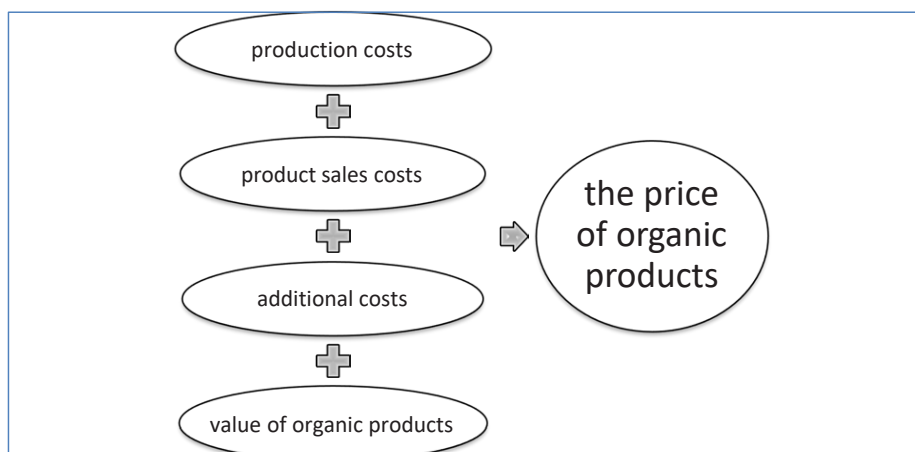 production costs
product sales costs
additional costs
value of organic products
the price
of organic
products